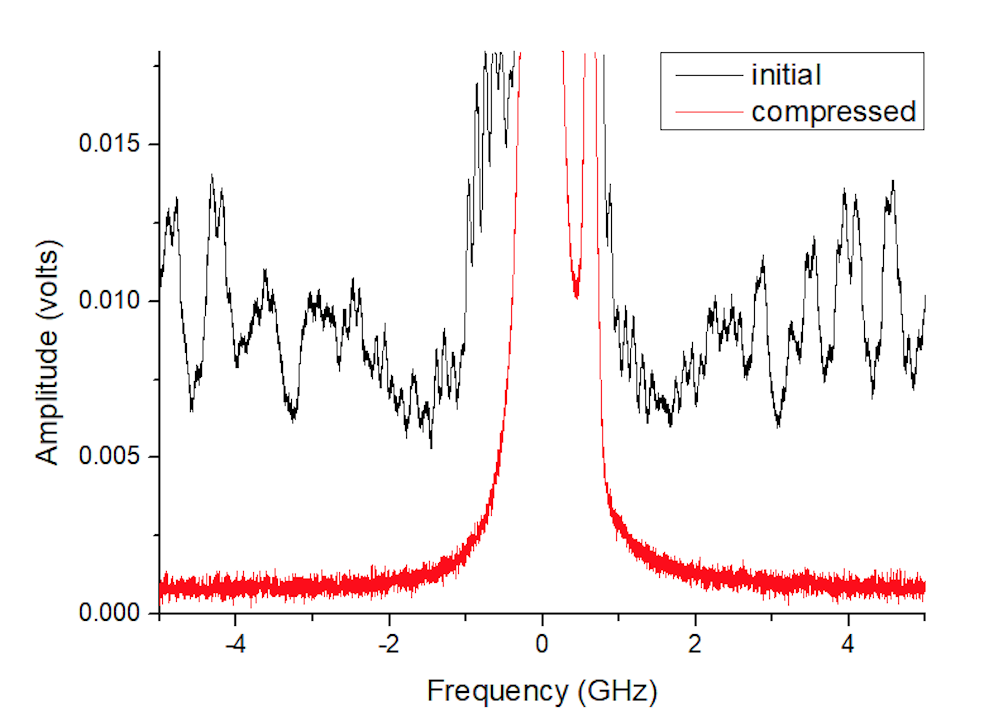 initial
compressed
0.015
0.010
0.005
0.000
Amplitude (volts)
-4 -2 0 2 4
Frequency (GHz)